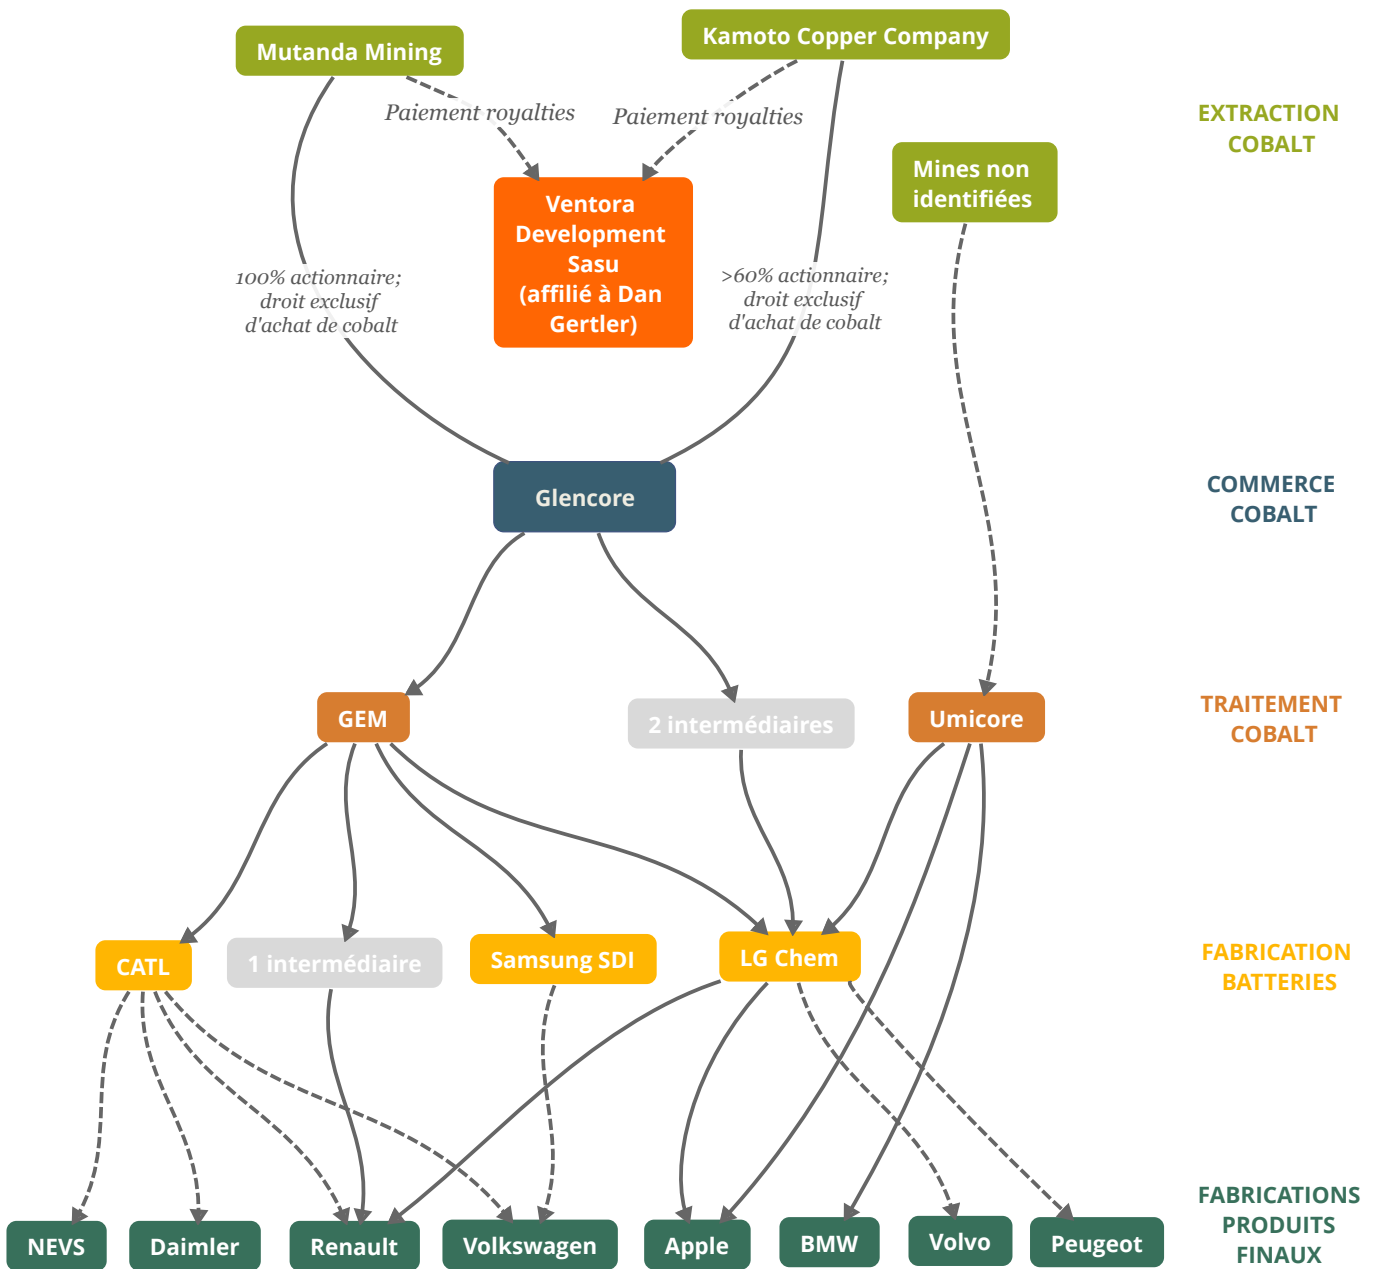 Mutanda Mining
Kamoto Copper Company
Paiement royalties
Paiement royalties
EXTRACTION
COBALT
Mines non
identifiées
Ventora
Development
Sasu
(affilié à Dan
Gertler)
100% actionnaire;
droit exclusif
d'achat de cobalt
>60% actionnaire;
droit exclusif
d'achat de cobalt
Glencore
COMMERCE
COBALT
GEM
2 intermédiaires
Umicore
TRAITEMENT
COBALT
CATL
1 intermédiaire
Samsung SDI
LG Chem
FABRICATION
BATTERIES
NEVS
Daimler
Renault
Volkswagen
Apple
BMW
Volvo
Peugeot
FABRICATIONS
PRODUITS
FINAUX